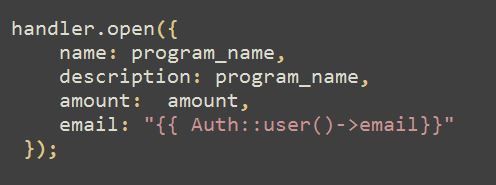 handler.open({
    name: program_name,
    description: program_name,
    amount:  amount,
    email: "{{ Auth::user()->email}}"
 });